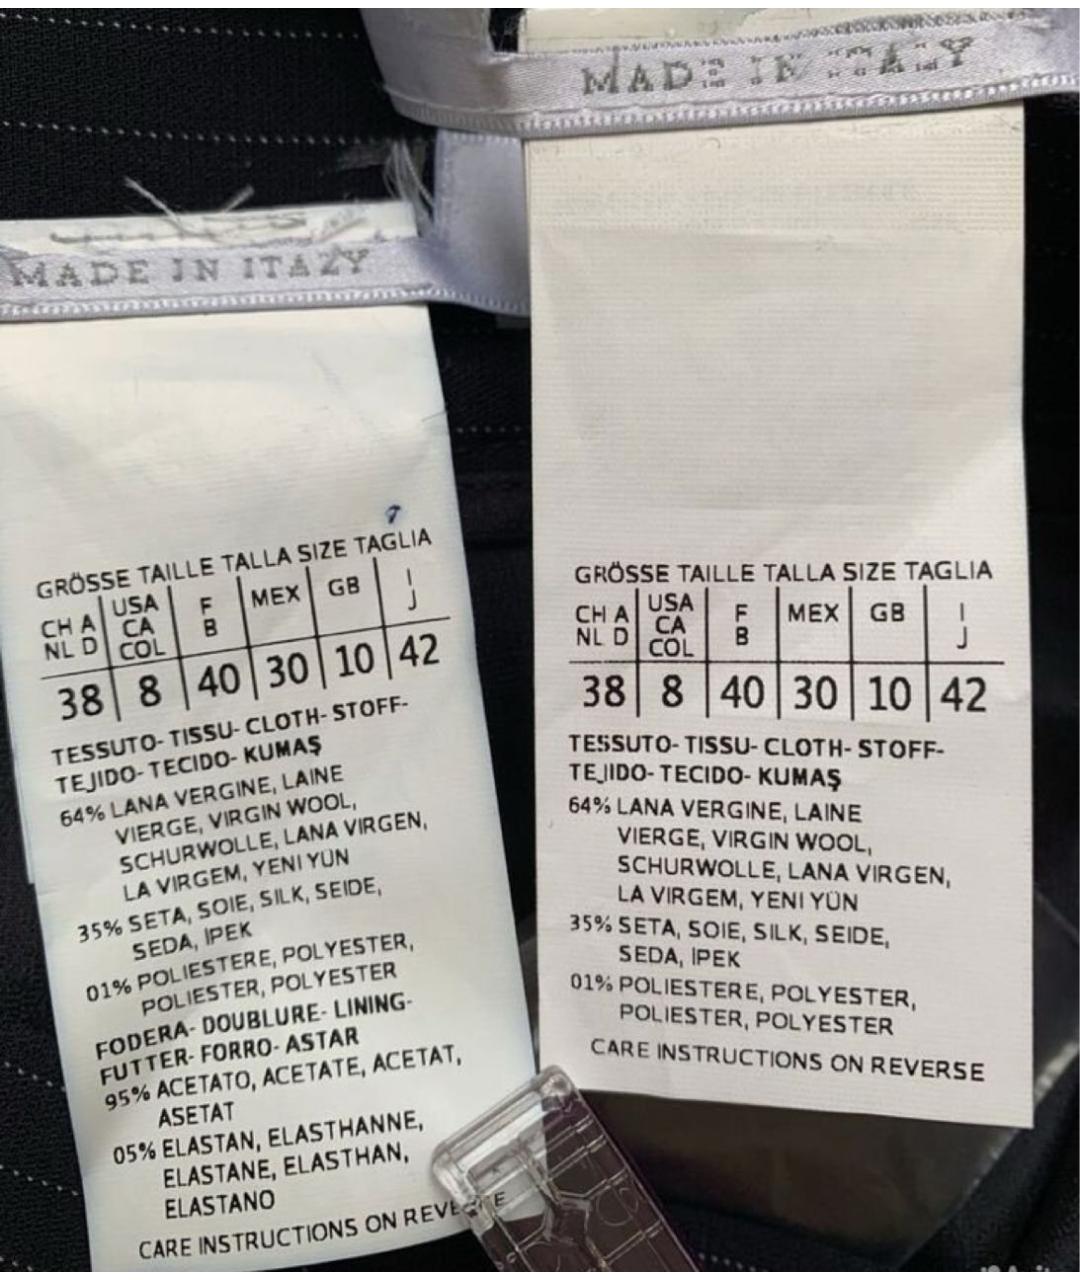 MADE IN ITALY
GRÖSSE TAILLE TALLA SIZE TAGLIA
CH A NL D USA CA COL F B MEX GB I J
38 8 40 30 10 42
TESSUTO- TISSU- CLOTH- STOFF-
TEJIDO- TECIDO- KUMAŞ
64% LANA VERGINE, LAINE
VIERGE, VIRGIN WOOL,
SCHURWOLLE, LANA VIRGEN,
LA VIRGEM, YENI YÜN
35% SETA, SOIE, SILK, SEIDE,
SEDA, IPEK
01% POLIESTERE, POLYESTER,
POLIESTER, POLYESTER
FODERA- DOUBLURE- LINING-
FUTTER- FORRO- ASTAR
95% ACETATO, ACETATE, ACETAT,
ASETAT
05% ELASTAN, ELASTHANNE,
ELASTANE, ELASTHAN,
ELASTANO
CARE INSTRUCTIONS ON REVERSE
MADE IN ITALY
GRÖSSE TAILLE TALLA SIZE TAGLIA
CH A NL D USA CA COL F B MEX GB I J
38 8 40 30 10 42
TESSUTO- TISSU- CLOTH- STOFF-
TEJIDO- TECIDO- KUMAŞ
64% LANA VERGINE, LAINE
VIERGE, VIRGIN WOOL,
SCHURWOLLE, LANA VIRGEN,
LA VIRGEM, YENI YÜN
35% SETA, SOIE, SILK, SEIDE,
SEDA, IPEK
01% POLIESTERE, POLYESTER,
POLIESTER, POLYESTER
CARE INSTRUCTIONS ON REVERSE